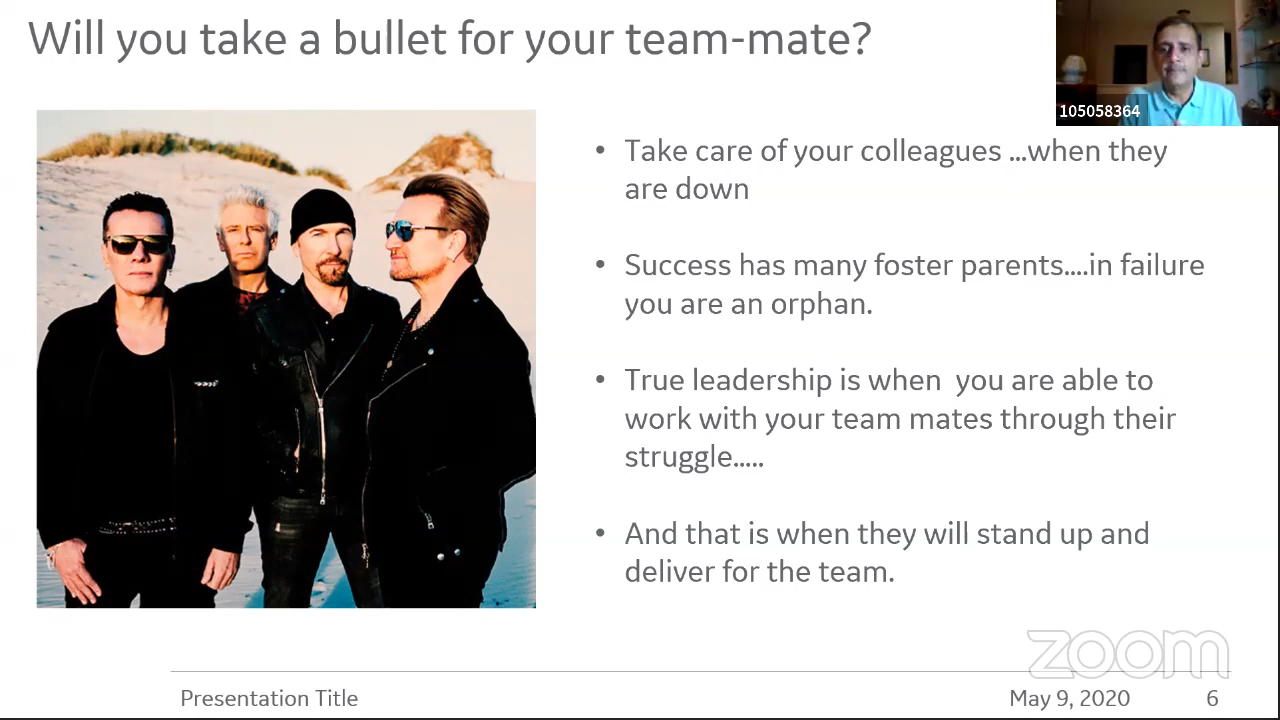 Will you take a bullet for your team-mate?
105058364
• Take care of your colleagues ...when they
are down
• Success has many foster parents....in failure
you are an orphan.
• True leadership is when  you are able to
work with your team mates through their
struggle.....
• And that is when they will stand up and
deliver for the team.
zoom
Presentation Title
May 9, 2020
6